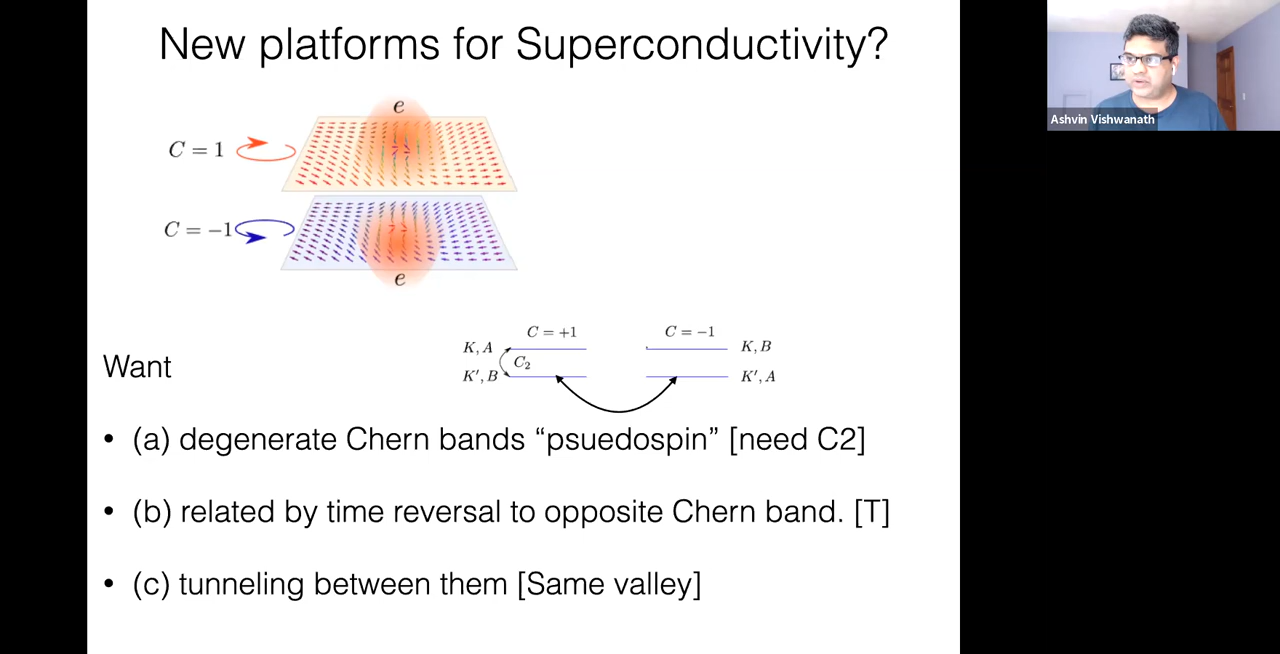 New platforms for Superconductivity?
e
C = 1
C = −1
e
Ashvin Vishwanath
C = +1
C = −1
K, A
K, B
C₂
K′, B
K′, A
Want
• (a) degenerate Chern bands “psuedospin” [need C2]
• (b) related by time reversal to opposite Chern band. [T]
• (c) tunneling between them [Same valley]